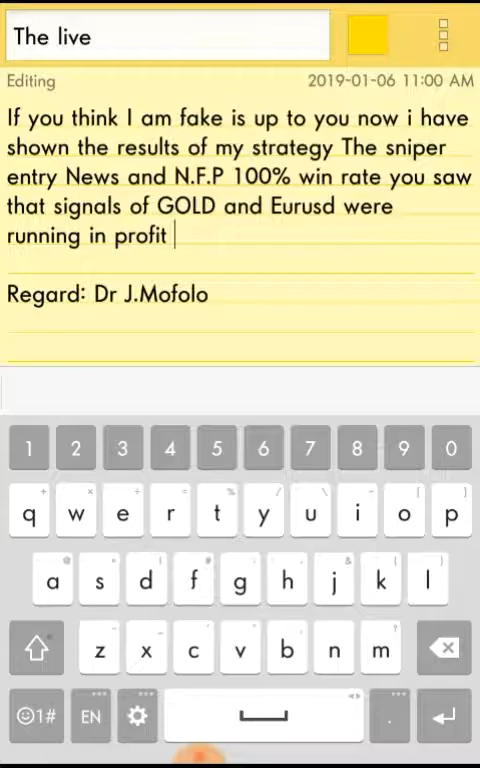 The live
Editing 2019-01-06 11:00 AM
If you think I am fake is up to you now i have
shown the results of my strategy The sniper
entry News and N.F.P 100% win rate you saw
that signals of GOLD and Eurusd were
running in profit
Regard: Dr J.Mofolo
1 2 3 4 5 6 7 8 9 0
q w e r t y u i o p
a s d f g h j k l
z x c v b n m
☺1# EN .